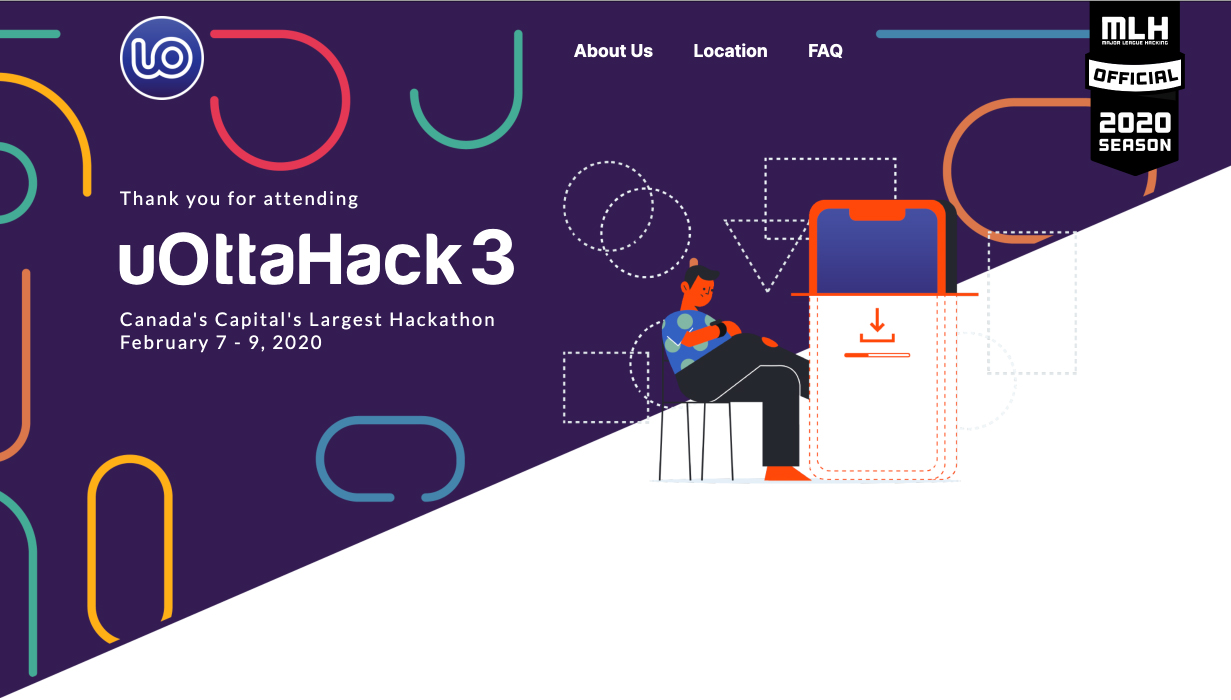 UO
About Us
Location
FAQ
MLH
MAJOR LEAGUE HACKING
OFFICIAL
2020
SEASON
Thank you for attending
uOttaHack 3
Canada's Capital's Largest Hackathon
February 7 - 9, 2020